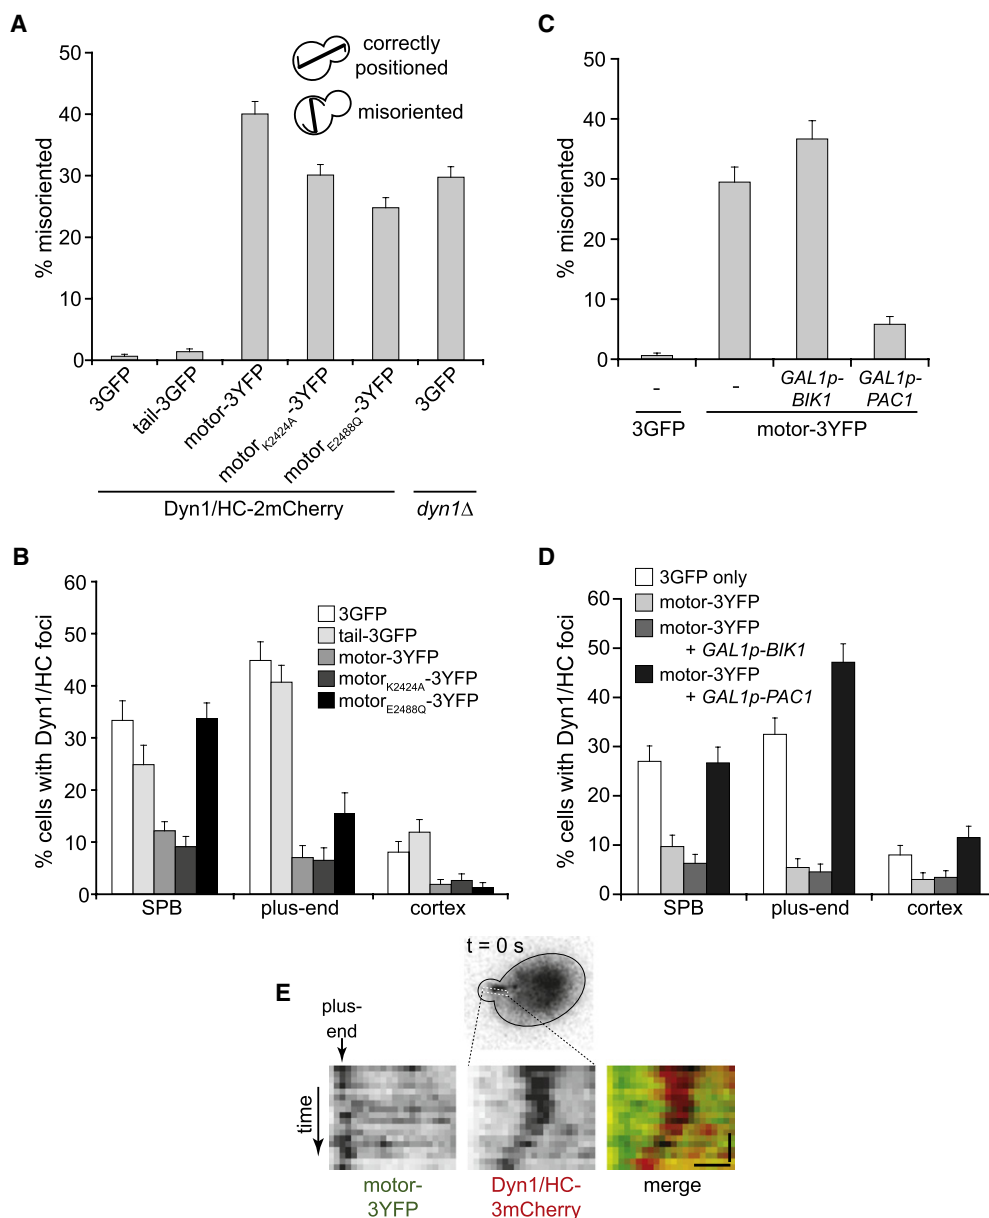 A
% misoriented
50
40
30
20
10
0
correctly
positioned
misoriented
3GFP
tail-3GFP
motor-3YFP
motorK2424A-3YFP
motorE2488Q-3YFP
3GFP
Dyn1/HC-2mCherry
dyn1Δ
C
% misoriented
50
40
30
20
10
0
-
-
GAL1p-
BIK1
GAL1p-
PAC1
3GFP
motor-3YFP
B
% cells with Dyn1/HC foci
60
50
40
30
20
10
0
3GFP
tail-3GFP
motor-3YFP
motorK2424A-3YFP
motorE2488Q-3YFP
SPB
plus-end
cortex
D
% cells with Dyn1/HC foci
60
50
40
30
20
10
0
3GFP only
motor-3YFP
motor-3YFP
+ GAL1p-BIK1
motor-3YFP
+ GAL1p-PAC1
SPB
plus-end
cortex
E
t = 0 s
plus-
end
time
motor-
3YFP
Dyn1/HC-
3mCherry
merge